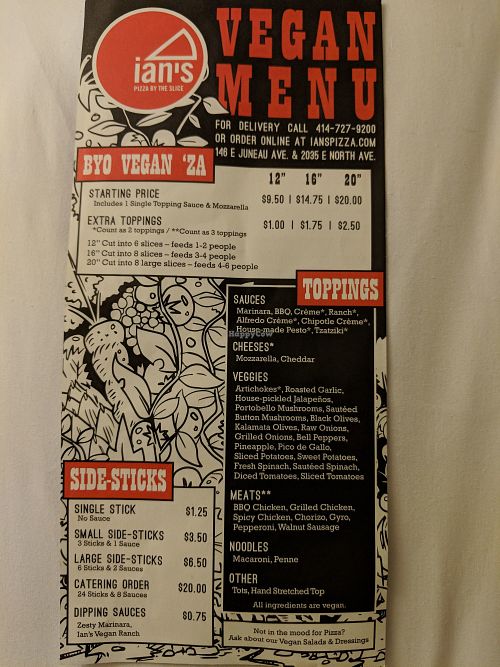 ian's
PIZZA BY THE SLICE
VEGAN
MENU
FOR DELIVERY CALL 414-727-9200
OR ORDER ONLINE AT IANSPIZZA.COM
146 E JUNEAU AVE. & 2035 E NORTH AVE.
BYO VEGAN 'ZA
12" 16" 20"
STARTING PRICE $9.50 | $14.75 | $20.00
Includes 1 Single Topping Sauce & Mozzarella
EXTRA TOPPINGS $1.00 | $1.75 | $2.50
*Count as 2 toppings / **Count as 3 toppings
12" Cut into 6 slices – feeds 1-2 people
16" Cut into 8 slices – feeds 3-4 people
20" Cut into 8 large slices – feeds 4-6 people
TOPPINGS
SAUCES
Marinara, BBQ, Crème*, Ranch*,
Alfredo Crème*, Chipotle Crème*,
House-made Pesto*, Tzatziki*
HappyCow
CHEESES*
Mozzarella, Cheddar
VEGGIES
Artichokes*, Roasted Garlic,
House-pickled Jalapeños,
Portobello Mushrooms, Sautéed
Button Mushrooms, Black Olives,
Kalamata Olives, Raw Onions,
Grilled Onions, Bell Peppers,
Pineapple, Pico de Gallo,
Sliced Potatoes, Sweet Potatoes,
Fresh Spinach, Sautéed Spinach,
Diced Tomatoes, Sliced Tomatoes
MEATS**
BBQ Chicken, Grilled Chicken,
Spicy Chicken, Chorizo, Gyro,
Pepperoni, Walnut Sausage
NOODLES
Macaroni, Penne
OTHER
Tots, Hand Stretched Top
All ingredients are vegan.
Not in the mood for Pizza?
Ask about our Vegan Salads & Dressings
SIDE-STICKS
SINGLE STICK $1.25
No Sauce
SMALL SIDE-STICKS $3.50
3 Sticks & 1 Sauce
LARGE SIDE-STICKS $6.50
6 Sticks & 2 Sauces
CATERING ORDER $20.00
24 Sticks & 8 Sauces
DIPPING SAUCES $0.75
Zesty Marinara,
Ian's Vegan Ranch